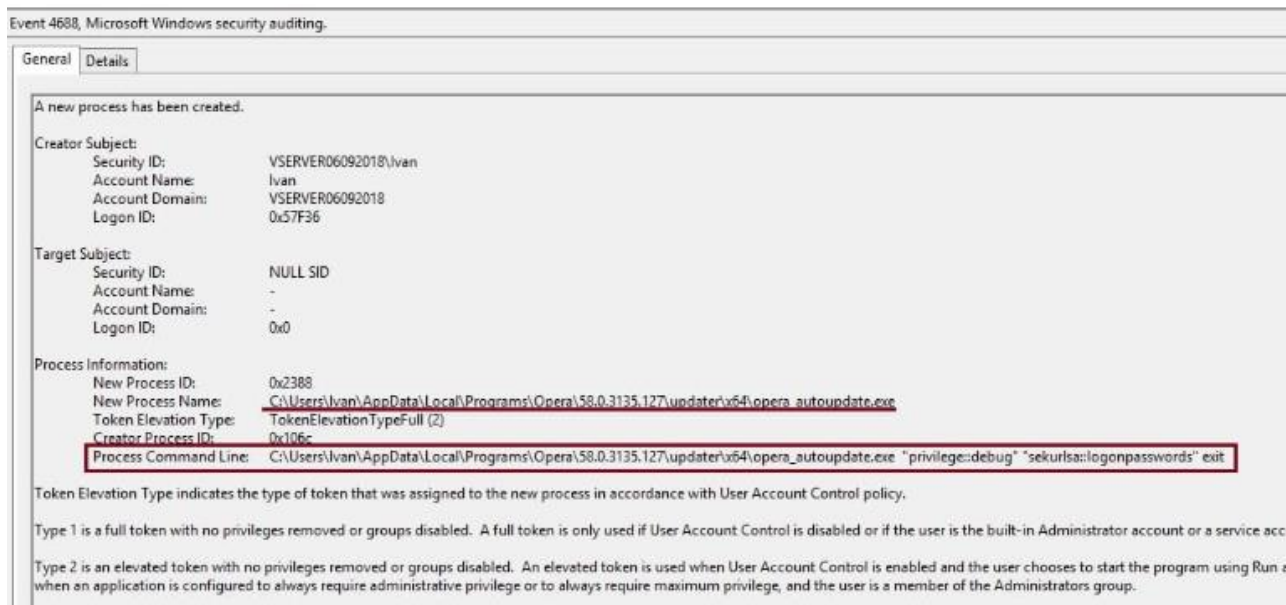 Event 4688, Microsoft Windows security auditing.
General Details
A new process has been created.
Creator Subject:
Security ID: VSERVER06092018\Ivan
Account Name: Ivan
Account Domain: VSERVER06092018
Logon ID: 0x57F36
Target Subject:
Security ID: NULL SID
Account Name: -
Account Domain: -
Logon ID: 0x0
Process Information:
New Process ID: 0x2388
New Process Name: C:\Users\Ivan\AppData\Local\Programs\Opera\58.0.3135.127\updater\x64\opera_autoupdate.exe
Token Elevation Type: TokenElevationTypeFull (2)
Creator Process ID: 0x106c
Process Command Line: C:\Users\Ivan\AppData\Local\Programs\Opera\58.0.3135.127\updater\x64\opera_autoupdate.exe "privilege::debug" "sekurlsa::logonpasswords" exit
Token Elevation Type indicates the type of token that was assigned to the new process in accordance with User Account Control policy.
Type 1 is a full token with no privileges removed or groups disabled. A full token is only used if User Account Control is disabled or if the user is the built-in Administrator account or a service acc
Type 2 is an elevated token with no privileges removed or groups disabled. An elevated token is used when User Account Control is enabled and the user chooses to start the program using Run a
when an application is configured to always require administrative privilege or to always require maximum privilege, and the user is a member of the Administrators group.